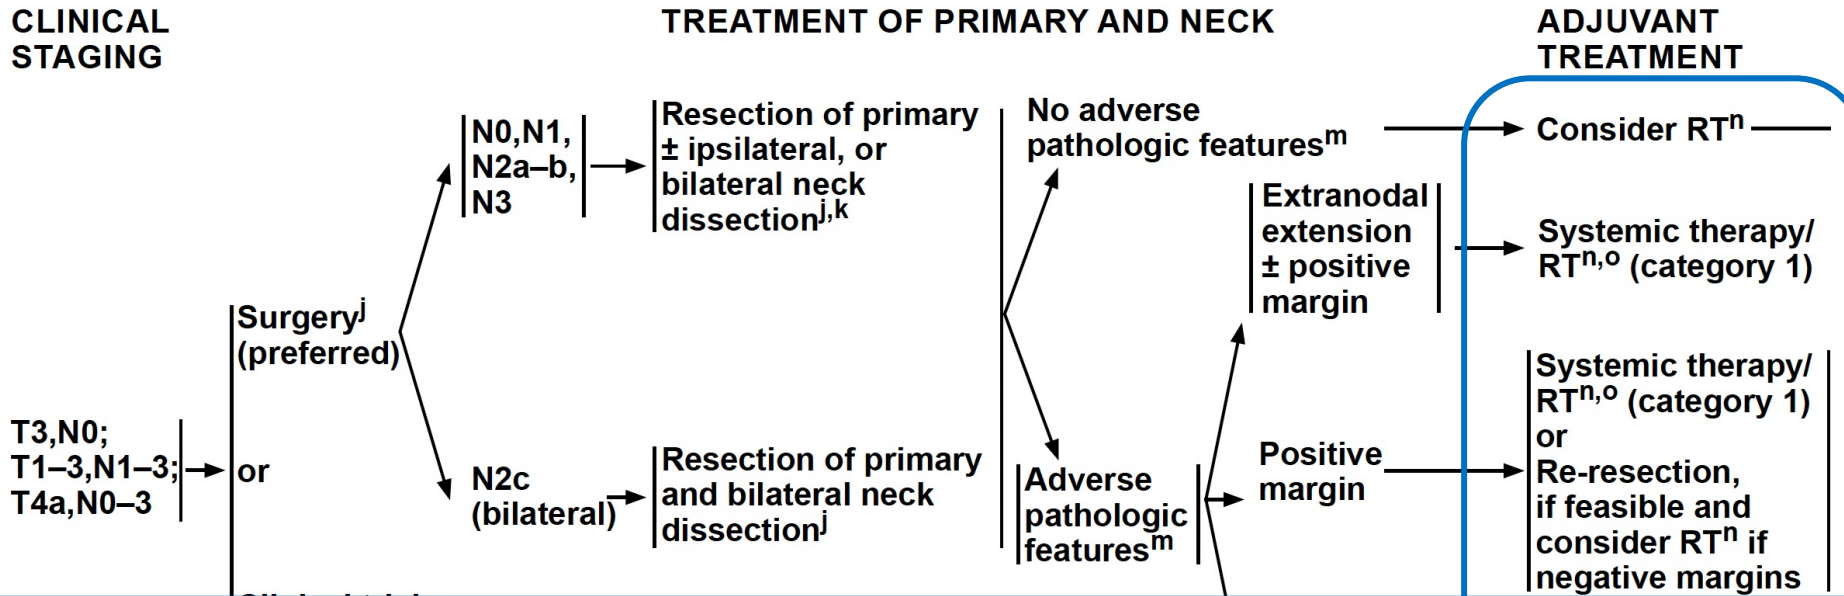 CLINICAL
STAGING
TREATMENT OF PRIMARY AND NECK
ADJUVANT
TREATMENT
T3,N0;
T1–3,N1–3;
T4a,N0–3
Surgeryj
(preferred)
or
N0,N1,
N2a–b,
N3
N2c
(bilateral)
Resection of primary
± ipsilateral, or
bilateral neck
dissectionj,k
Resection of primary
and bilateral neck
dissectionj
No adverse
pathologic featuresm
Adverse
pathologic
featuresm
Extranodal
extension
± positive
margin
Positive
margin
Consider RTn
Systemic therapy/
RTn,o (category 1)
Systemic therapy/
RTn,o (category 1)
or
Re-resection,
if feasible and
consider RTn if
negative margins